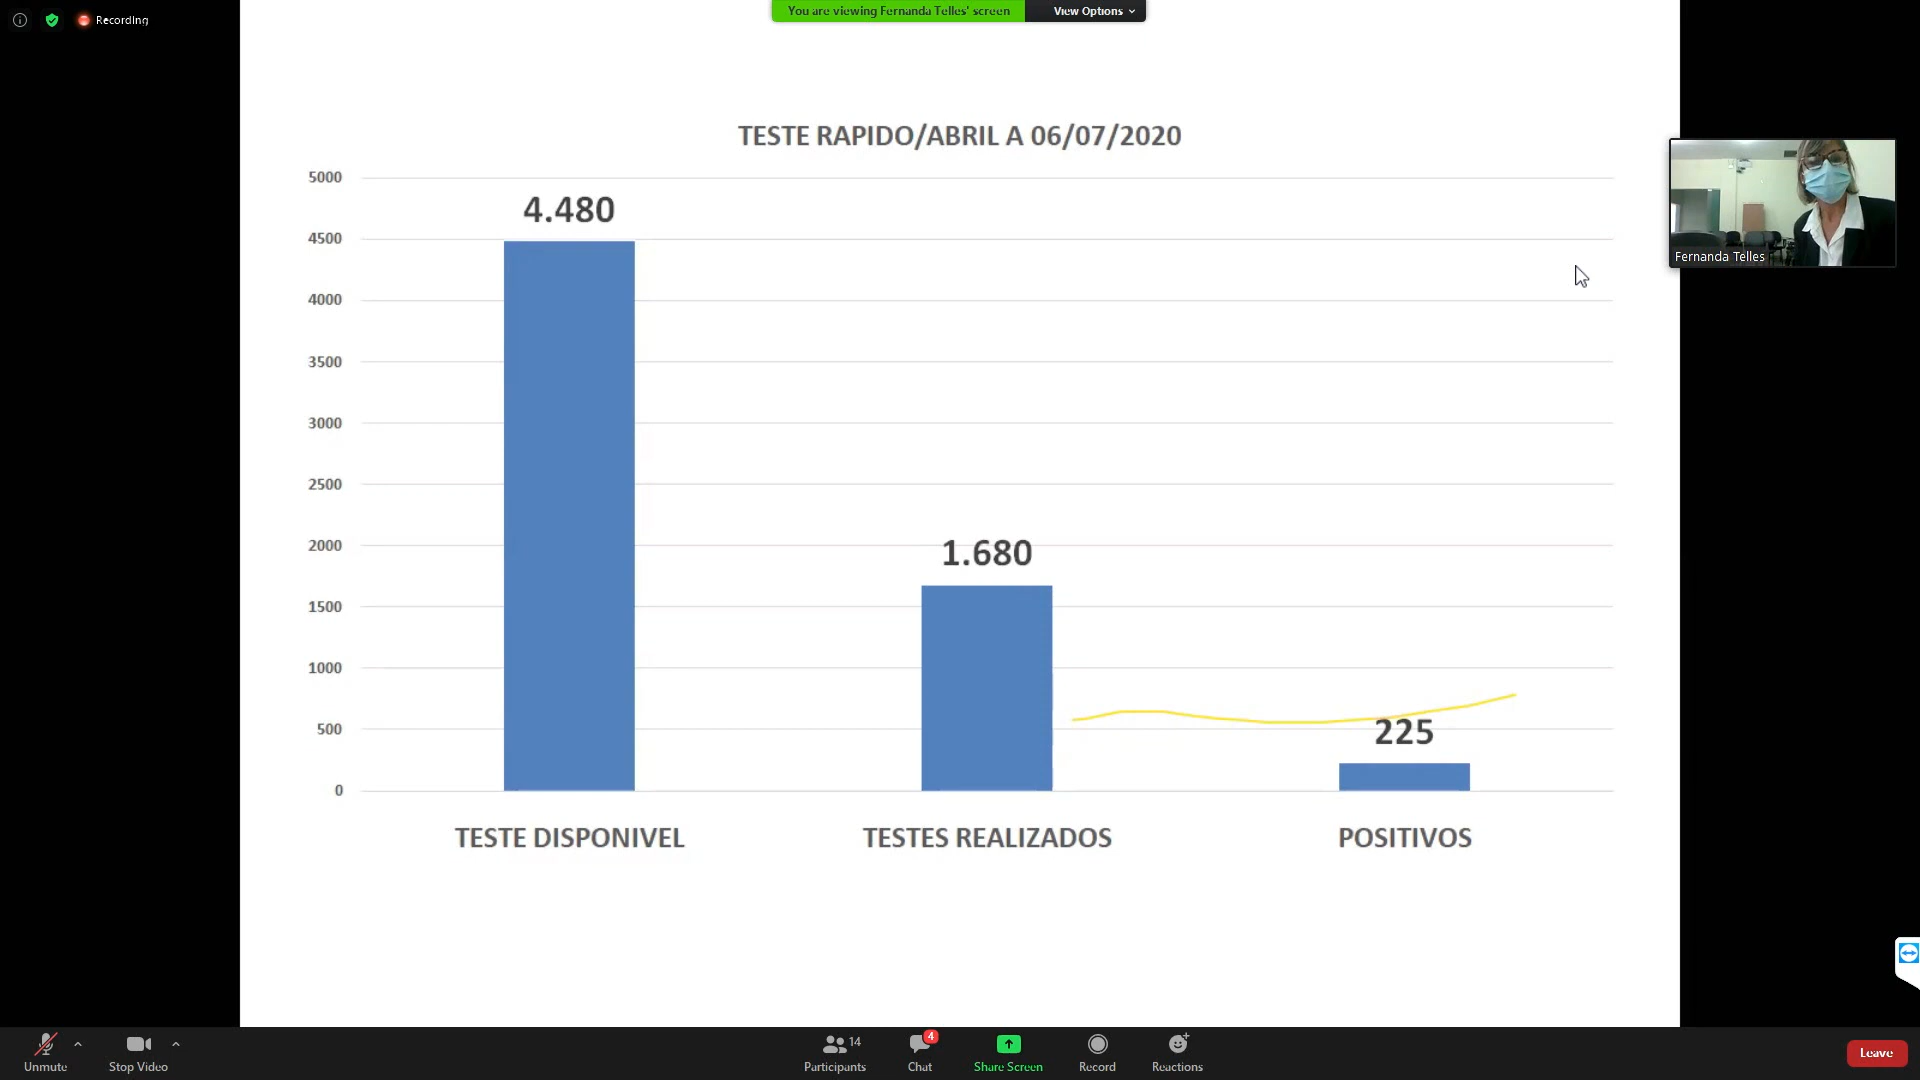 Recording
You are viewing Fernanda Telles' screen
View Options
TESTE RAPIDO/ABRIL A 06/07/2020
5000
4500
4000
3500
3000
2500
2000
1500
1000
500
0
4.480
1.680
225
TESTE DISPONIVEL
TESTES REALIZADOS
POSITIVOS
Fernanda Telles
Unmute
Stop Video
14
Participants
4
Chat
Share Screen
Record
Reactions
Leave